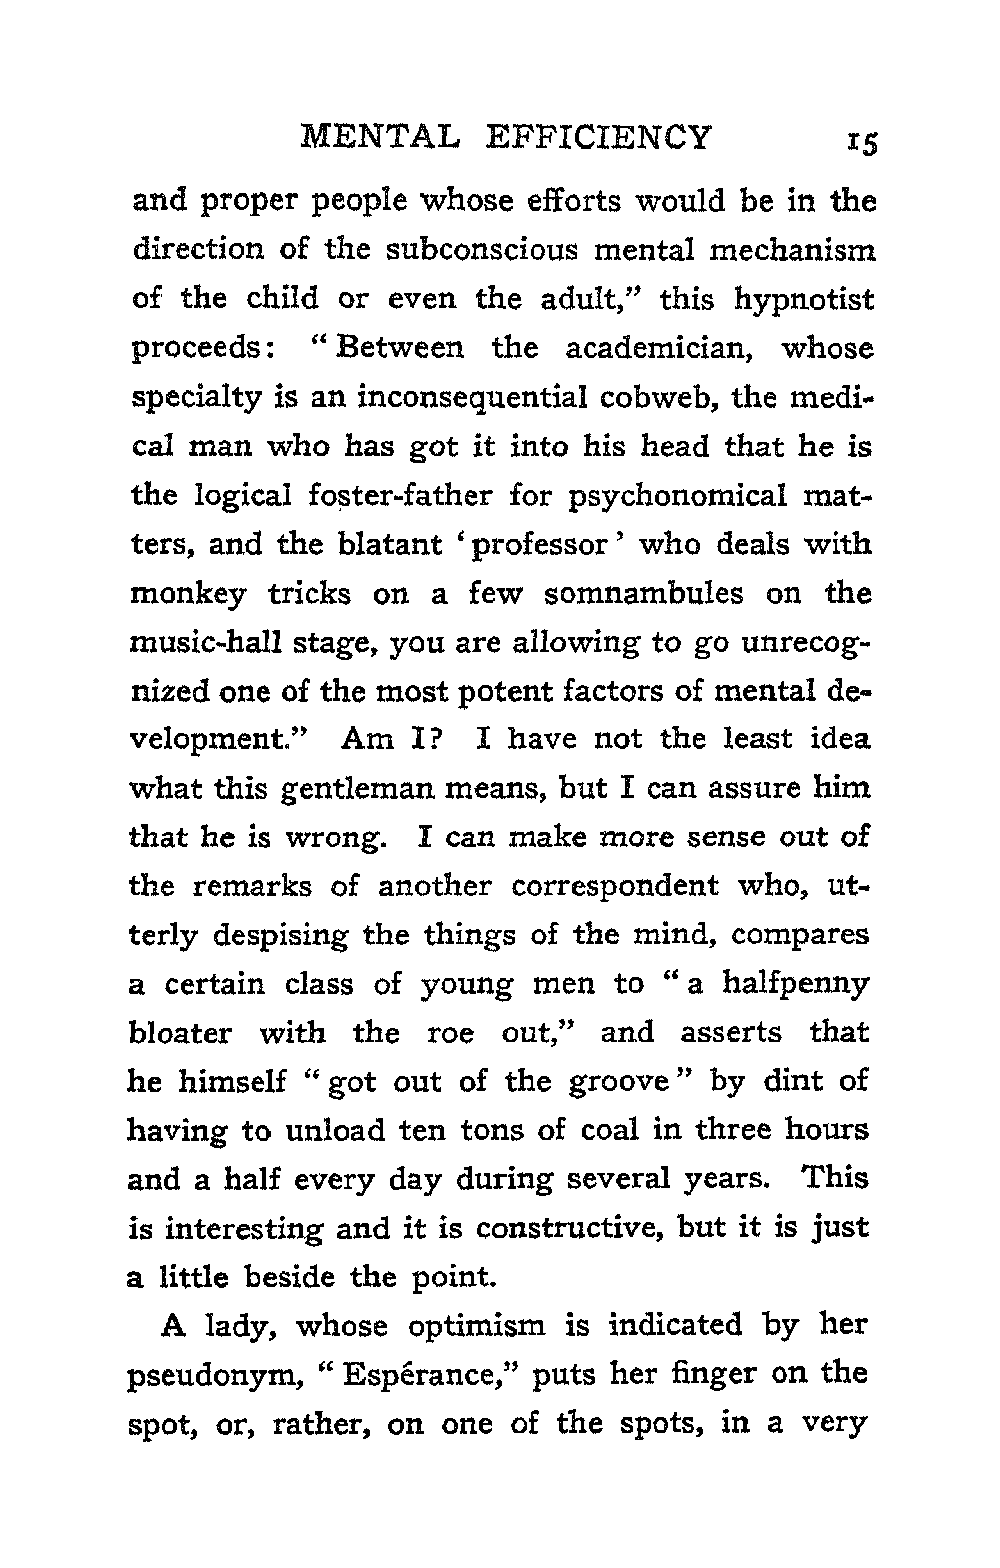 MENTAL EFFICIENCY 15
and proper people whose efforts would be in the
direction of the subconscious mental mechanism
of the child or even the adult,” this hypnotist
proceeds: “ Between the academician, whose
specialty is an inconsequential cobweb, the medi-
cal man who has got it into his head that he is
the logical foster-father for psychonomical mat-
ters, and the blatant ‘ professor ’ who deals with
monkey tricks on a few somnambules on the
music-hall stage, you are allowing to go unrecog-
nized one of the most potent factors of mental de-
velopment.” Am I? I have not the least idea
what this gentleman means, but I can assure him
that he is wrong. I can make more sense out of
the remarks of another correspondent who, ut-
terly despising the things of the mind, compares
a certain class of young men to “ a halfpenny
bloater with the roe out,” and asserts that
he himself “ got out of the groove ” by dint of
having to unload ten tons of coal in three hours
and a half every day during several years. This
is interesting and it is constructive, but it is just
a little beside the point.
A lady, whose optimism is indicated by her
pseudonym, “ Espérance,” puts her finger on the
spot, or, rather, on one of the spots, in a very